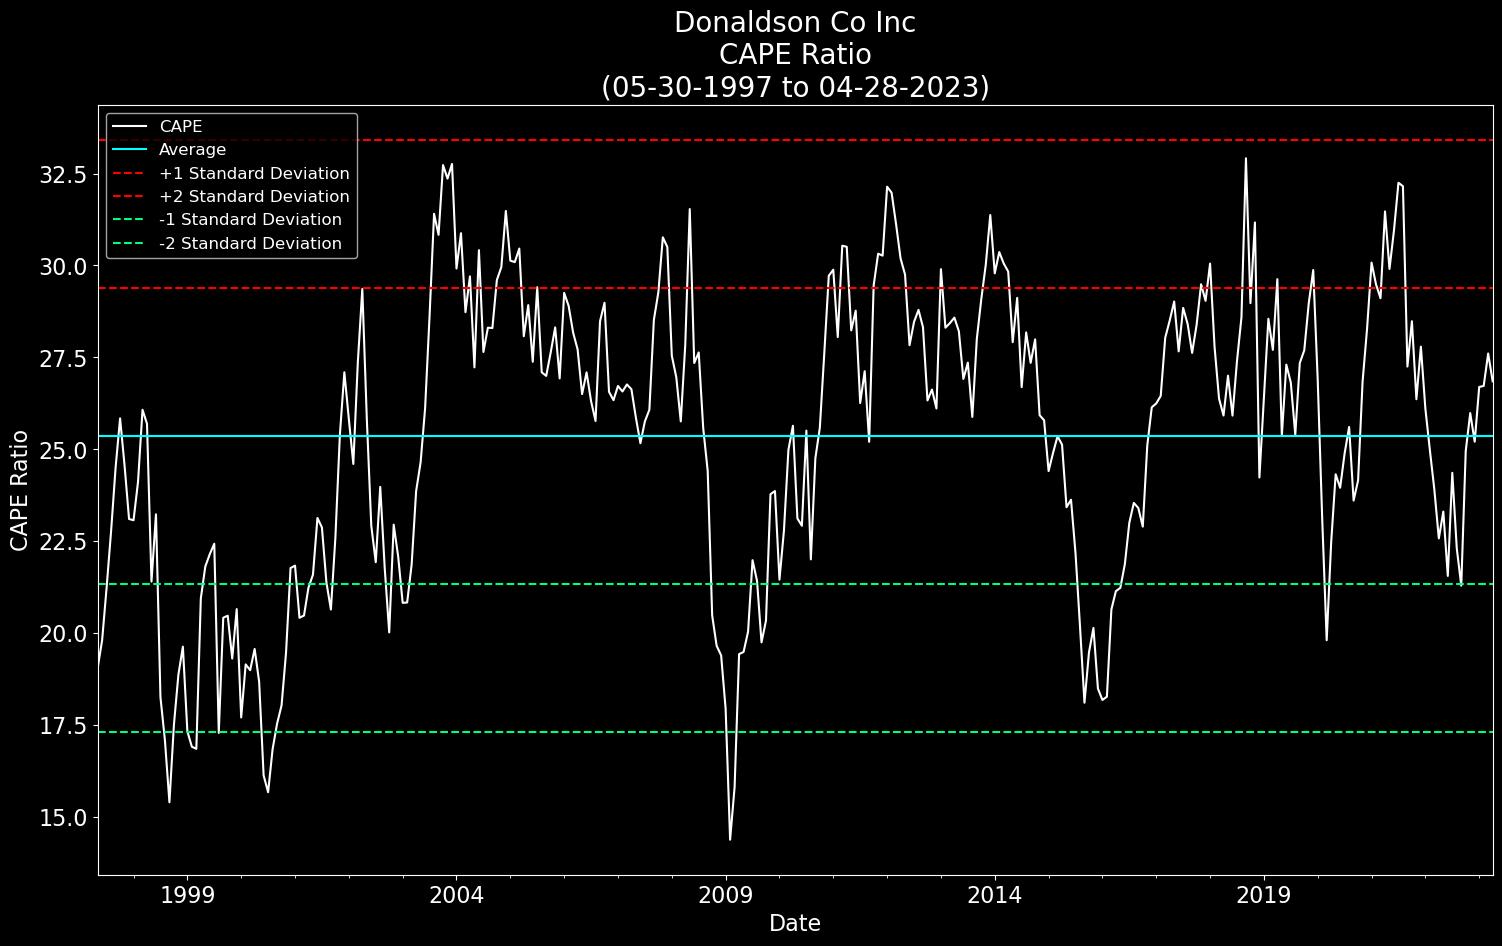 Donaldson Co Inc
CAPE Ratio
(05-30-1997 to 04-28-2023)
CAPE
Average
+1 Standard Deviation
+2 Standard Deviation
-1 Standard Deviation
-2 Standard Deviation
CAPE Ratio
32.5
30.0
27.5
25.0
22.5
20.0
17.5
15.0
1999 2004 2009 2014 2019
Date